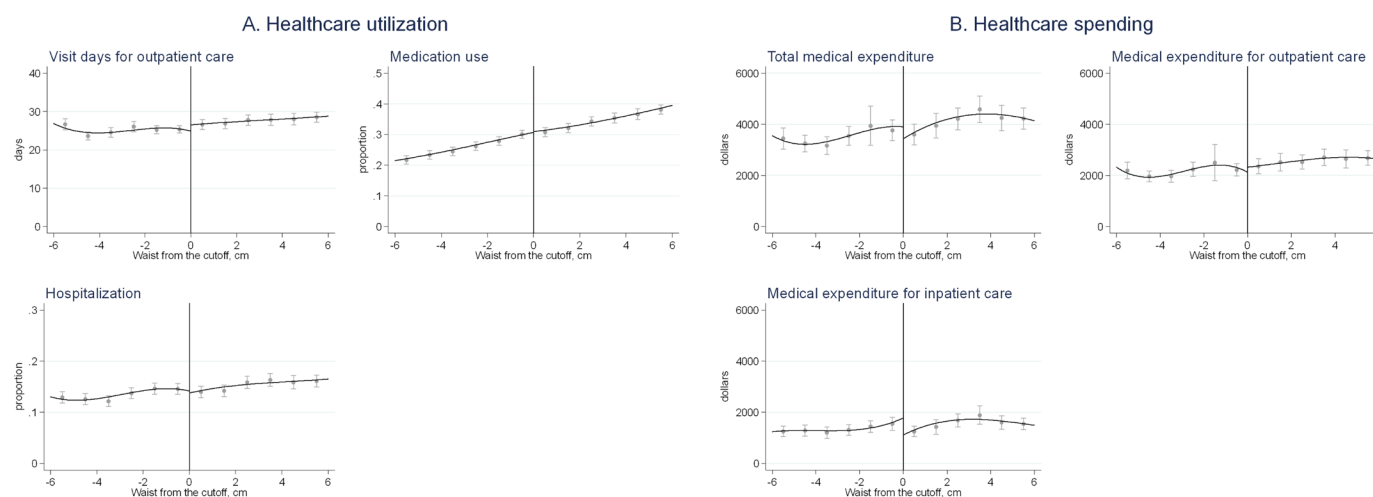 A. Healthcare utilization
B. Healthcare spending
Visit days for outpatient care
40
30
20
10
0
days
-6 -4 -2 0 2 4 6
Waist from the cutoff, cm
Medication use
.5
.4
.3
.2
.1
0
proportion
-6 -4 -2 0 2 4 6
Waist from the cutoff, cm
Total medical expenditure
6000
4000
2000
0
dollars
-6 -4 -2 0 2 4 6
Waist from the cutoff, cm
Medical expenditure for outpatient care
6000
4000
2000
0
dollars
-6 -4 -2 0 2 4
Waist from the cutoff, cm
Hospitalization
.3
.2
.1
0
proportion
-6 -4 -2 0 2 4 6
Waist from the cutoff, cm
Medical expenditure for inpatient care
6000
4000
2000
0
dollars
-6 -4 -2 0 2 4 6
Waist from the cutoff, cm